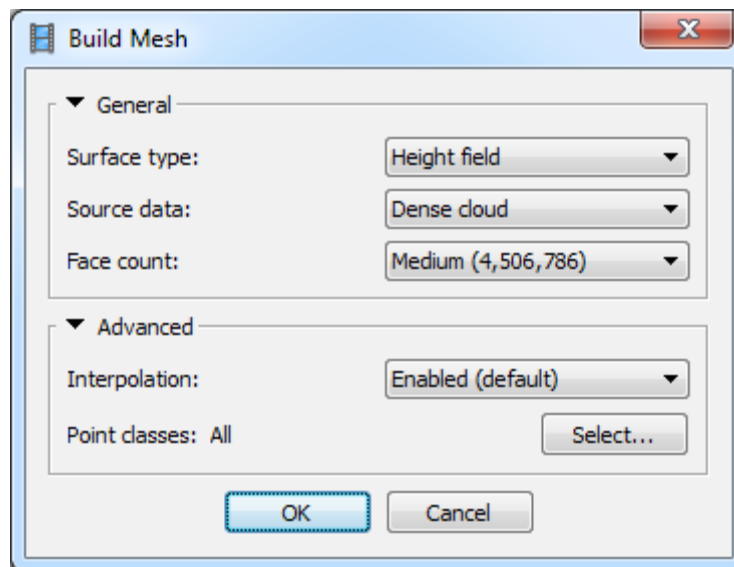 Build Mesh
General
Surface type: Height field
Source data: Dense cloud
Face count: Medium (4,506,786)
Advanced
Interpolation: Enabled (default)
Point classes: All Select...
OK Cancel